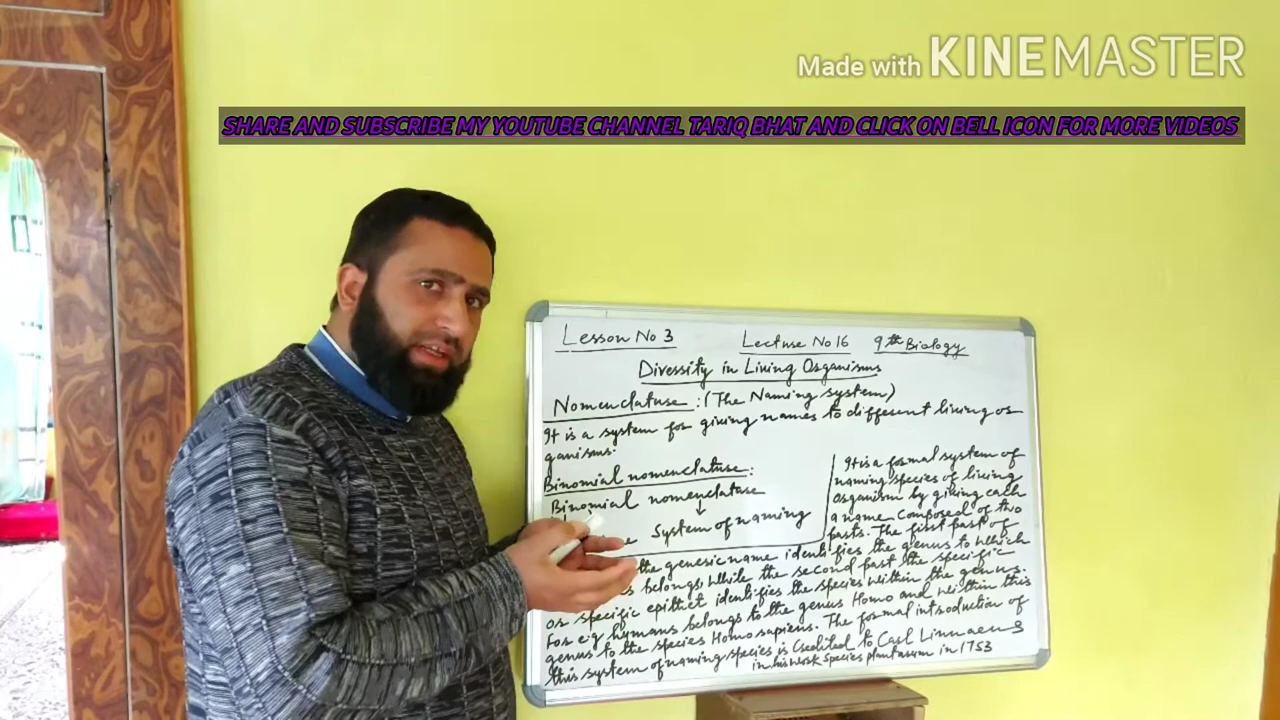 Made with KINEMASTER
SHARE AND SUBSCRIBE MY YOUTUBE CHANNEL TARIQ BHAT AND CLICK ON BELL ICON FOR MORE VIDEOS
Lesson No 3 Lecture No 16 9th Biology
Diversity in Living Organisms
Nomenclature : (The Naming system)
It is a system for giving names to different living or
ganisms.
Binomial nomenclature :
Binomial nomenclature
↓
System of naming
It is a formal system of
naming species of living
organism by giving each
a name composed of two
parts. The first part of
the generic name identifies the genus to which
belongs, while the second part the specific
or specific epithet identifies the species within the genus.
For e.g humans belongs to the genus Homo and within this
genus to the species Homo sapiens. The formal introduction of
this system of naming species is credited to Carl Linnaeus
in his work Species plantarum in 1753